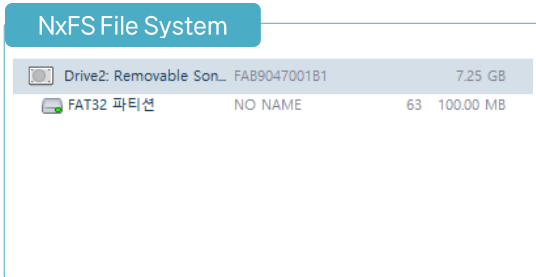 NxFS File System
Drive2: Removable Son... FAB9047001B1 7.25 GB
FAT32 파티션 NO NAME 63 100.00 MB